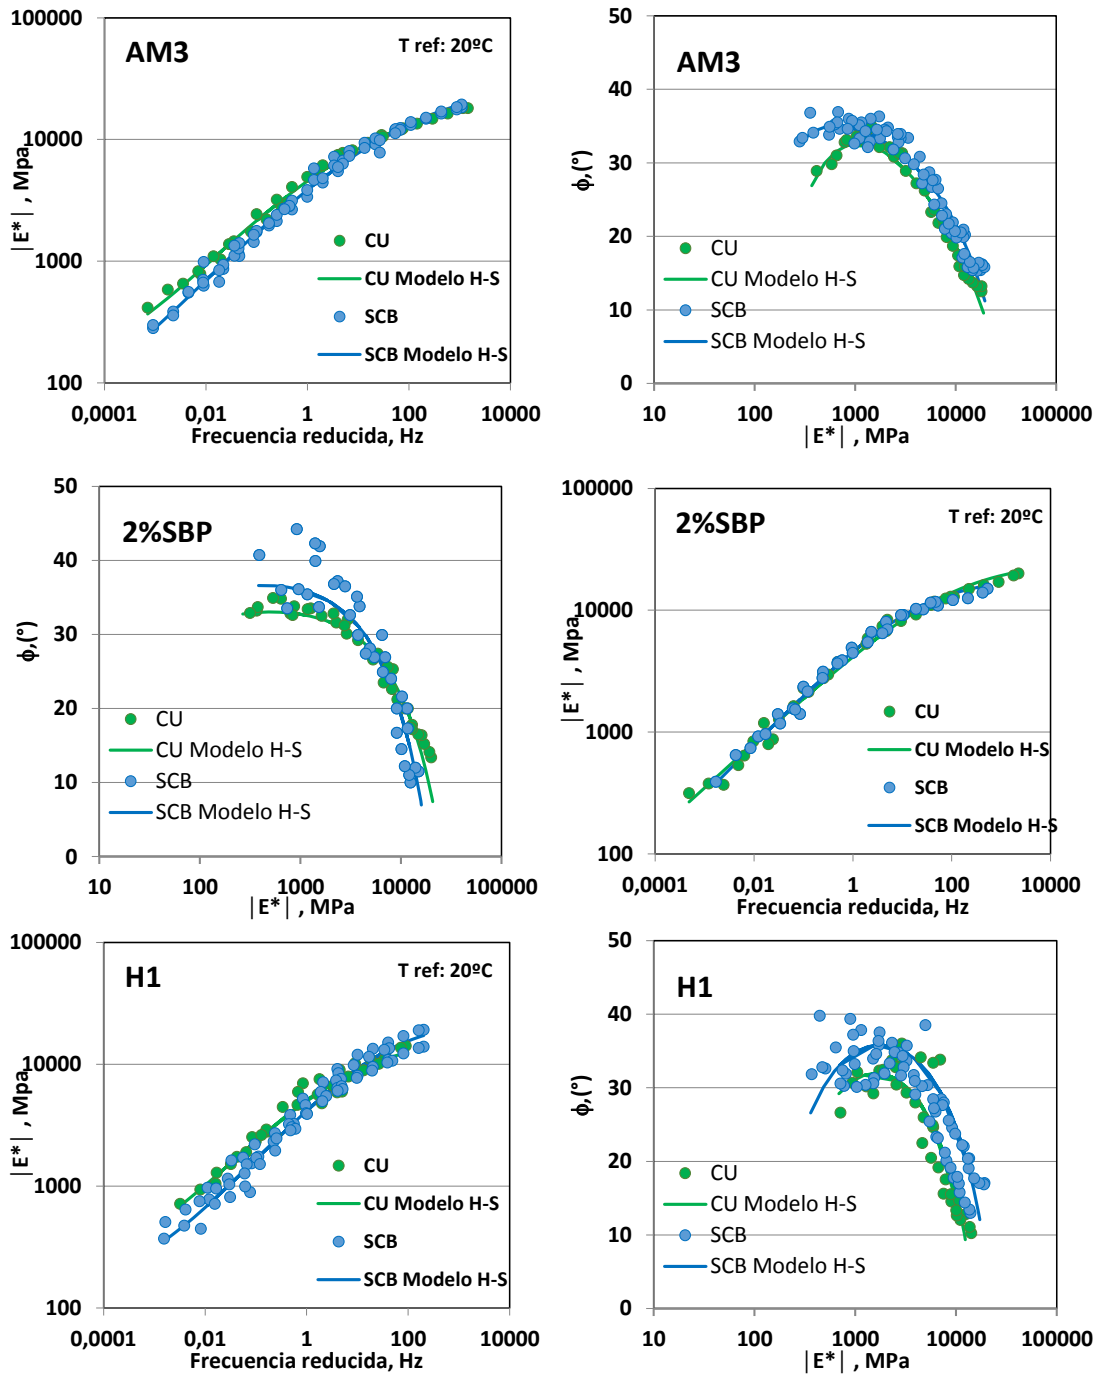 100000
AM3
T ref: 20ºC
10000
|E*| , Mpa
1000
100
CU
CU Modelo H-S
SCB
SCB Modelo H-S
0,0001
0,01
1
100
10000
Frecuencia reducida, Hz
50
AM3
40
30
ϕ,(°)
20
10
0
CU
CU Modelo H-S
SCB
SCB Modelo H-S
10
1000
10000
100000
|E*| , MPa
50
2%SBP
40
30
ϕ,(°)
20
10
0
CU
CU Modelo H-S
SCB
SCB Modelo H-S
10
100
1000
10000
100000
|E*| , MPa
100000
2%SBP
T ref: 20ºC
10000
|E*| , Mpa
1000
100
CU
CU Modelo H-S
SCB
SCB Modelo H-S
0,0001
0,01
1
100
10000
Frecuencia reducida, Hz
100000
H1
T ref: 20ºC
10000
|E*| , Mpa
1000
100
CU
CU Modelo H-S
SCB
SCB Modelo H-S
0,0001
0,01
1
100
10000
Frecuencia reducida, Hz
50
H1
40
30
ϕ,(°)
20
10
0
CU
CU Modelo H-S
SCB
SCB Modelo H-S
10
100
1000
10000
100000
|E*| , MPa